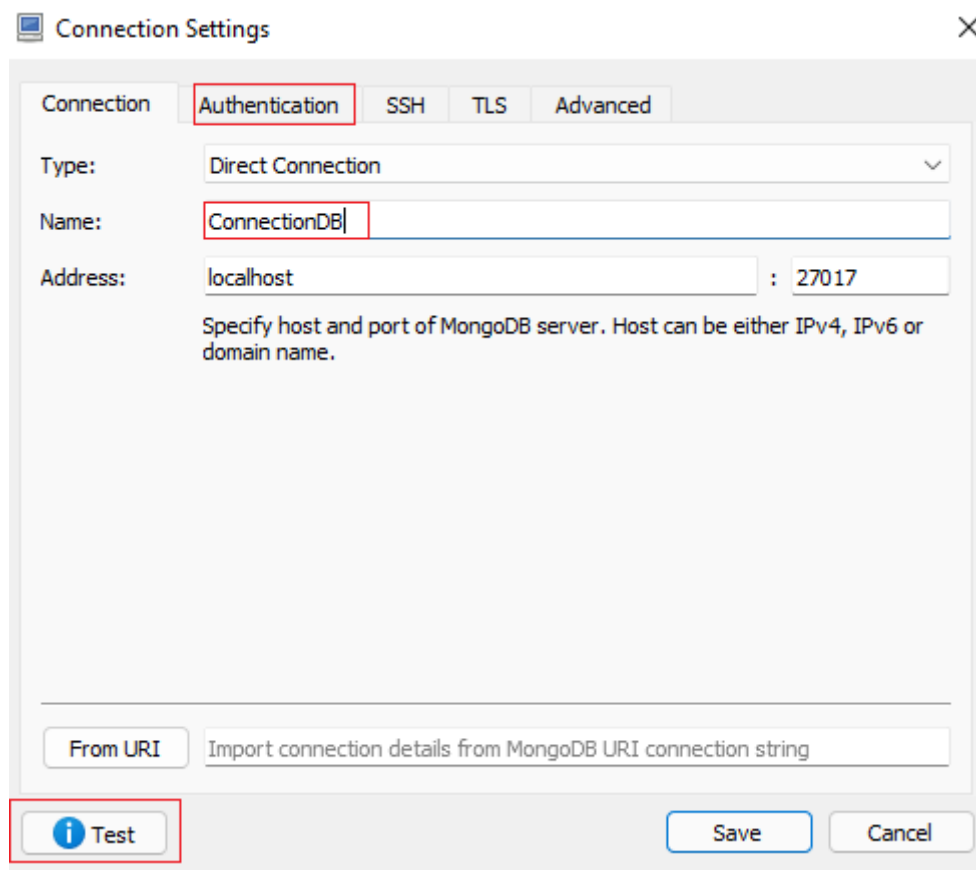 Connection Settings
Connection Authentication SSH TLS Advanced
Type: Direct Connection
Name: ConnectionDB
Address: localhost : 27017
Specify host and port of MongoDB server. Host can be either IPv4, IPv6 or
domain name.
From URI Import connection details from MongoDB URI connection string
Test Save Cancel